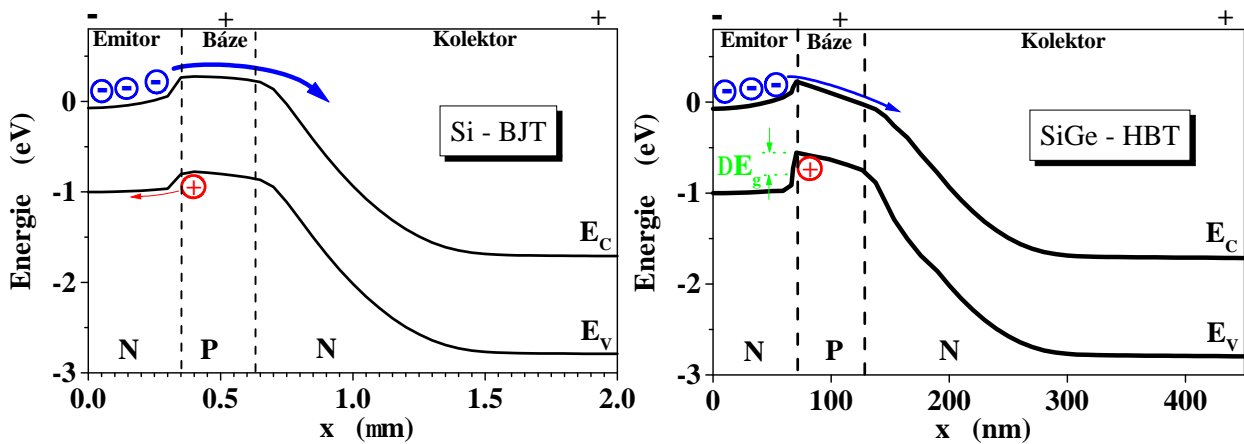 - + +
Emitor Báze Kolektor
Si - BJT
0
-1
-2
-3
Energie (eV)
E_C
E_V
N P N
0.0 0.5 1.0 1.5 2.0
x (mm)
- + +
Emitor Báze Kolektor
SiGe - HBT
DE_g
0
-1
-2
-3
Energie (eV)
E_C
E_V
N P N
0 100 200 300 400
x (nm)